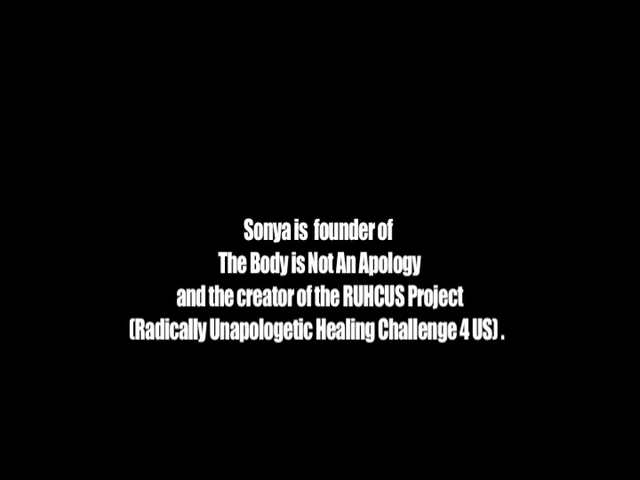 Sonya is founder of
The Body is Not An Apology
and the creator of the RUHCUS Project
(Radically Unapologetic Healing Challenge 4 US) .